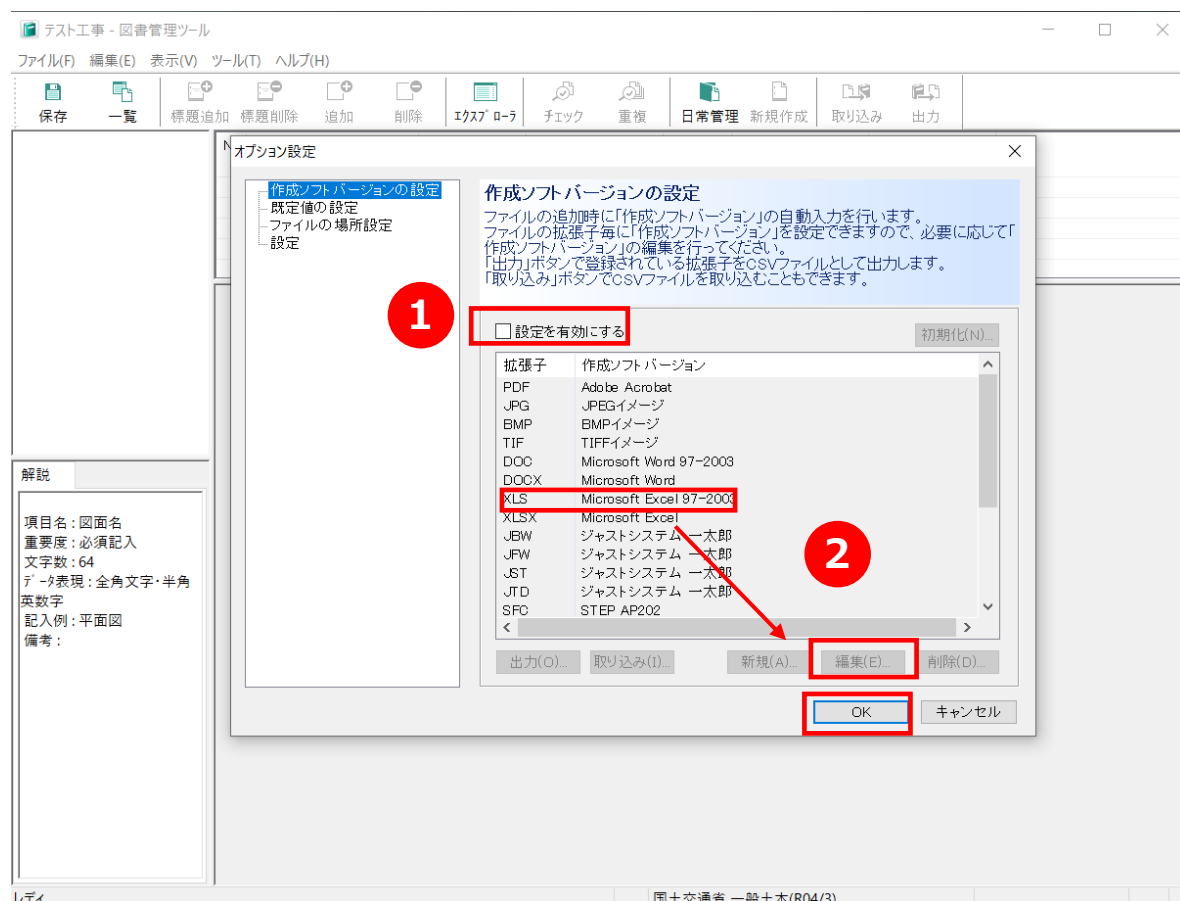 テスト工事 - 図書管理ツール
ファイル(F) 編集(E) 表示(V) ツール(T) ヘルプ(H)
保存 一覧 標題追加 標題削除 追加 削除 ｴｸｽﾌﾟﾛｰﾗ チェック 重複 日常管理 新規作成 取り込み 出力
オプション設定
作成ソフトバージョンの設定
既定値の設定
ファイルの場所設定
設定
作成ソフトバージョンの設定
ファイルの追加時に「作成ソフトバージョン」の自動入力を行います。
ファイルの拡張子毎に「作成ソフトバージョン」を設定できますので、必要に応じて「
作成ソフトバージョン」の編集を行ってください。
「出力」ボタンで登録されている拡張子をCSVファイルとして出力します。
「取り込み」ボタンでCSVファイルを取り込むこともできます。
1
設定を有効にする
初期化(N)...
拡張子 作成ソフトバージョン
PDF Adobe Acrobat
JPG JPEGイメージ
BMP BMPイメージ
TIF TIFFイメージ
DOC Microsoft Word 97-2003
DOCX Microsoft Word
XLS Microsoft Excel 97-2003
XLSX Microsoft Excel
JBW ジャストシステム 一太郎
JFW ジャストシステム 一太郎
JST ジャストシステム 一太郎
JTD ジャストシステム 一太郎
SFC STEP AP202
2
出力(O)... 取り込み(I)... 新規(A)... 編集(E)... 削除(D)...
OK キャンセル
解説
項目名：図面名
重要度：必須記入
文字数：64
ﾃﾞｰﾀ表現：全角文字・半角
英数字
記入例：平面図
備考：
レディ 国土交通省 一般土木(R04/3)